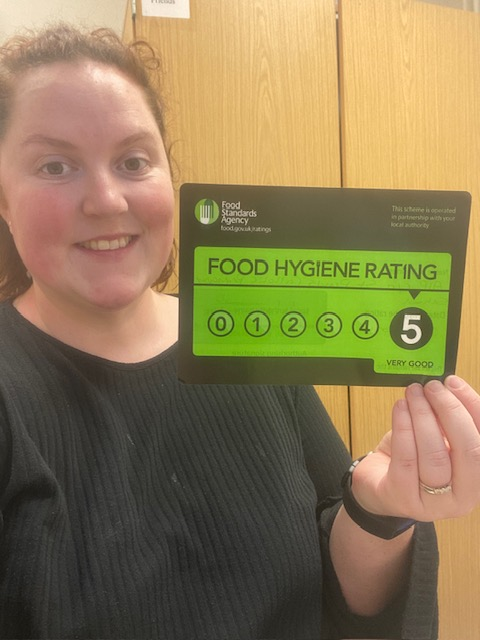 Friends
Food
Standards
Agency
food.gov.uk/ratings
This scheme is operated
in partnership with your
local authority
FOOD HYGIENE RATING
0 1 2 3 4 5
VERY GOOD